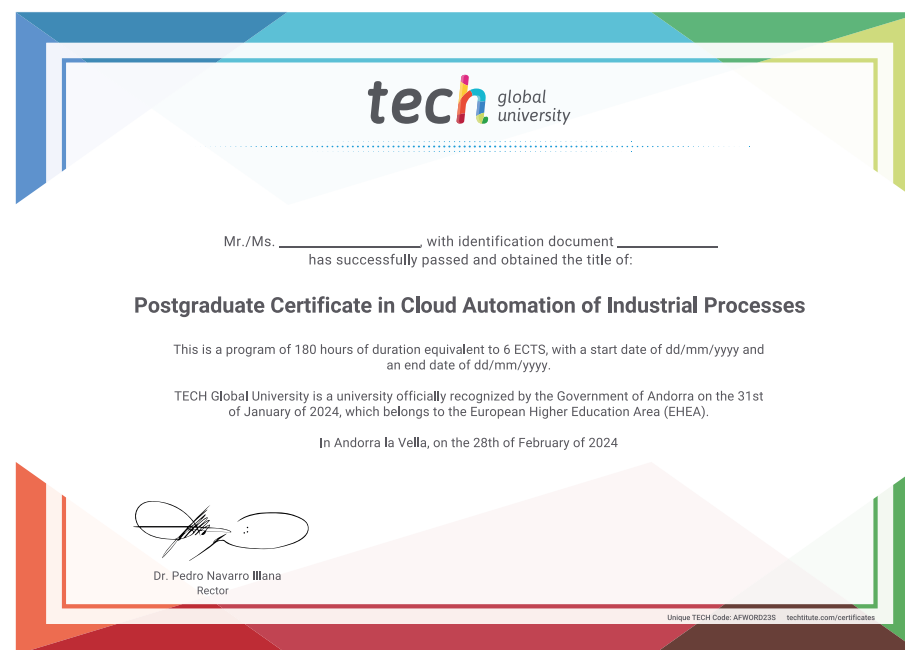 tech global university
Mr./Ms. ____________, with identification document ____________
has successfully passed and obtained the title of:
Postgraduate Certificate in Cloud Automation of Industrial Processes
This is a program of 180 hours of duration equivalent to 6 ECTS, with a start date of dd/mm/yyyy and
an end date of dd/mm/yyyy.
TECH Global University is a university officially recognized by the Government of Andorra on the 31st
of January of 2024, which belongs to the European Higher Education Area (EHEA).
In Andorra la Vella, on the 28th of February of 2024
Dr. Pedro Navarro Illana
Rector
Unique TECH Code: AFWORD23S techtitute.com/certificates